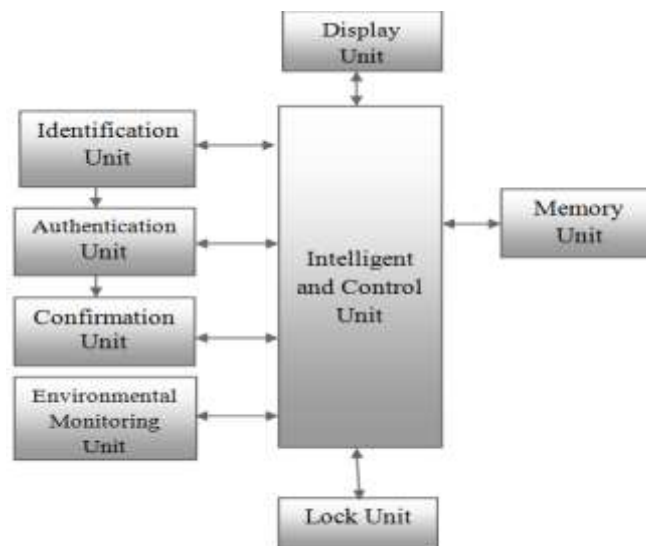 Display
Unit
Identification
Unit
Authentication
Unit
Confirmation
Unit
Environmental
Monitoring
Unit
Intelligent
and Control
Unit
Memory
Unit
Lock Unit